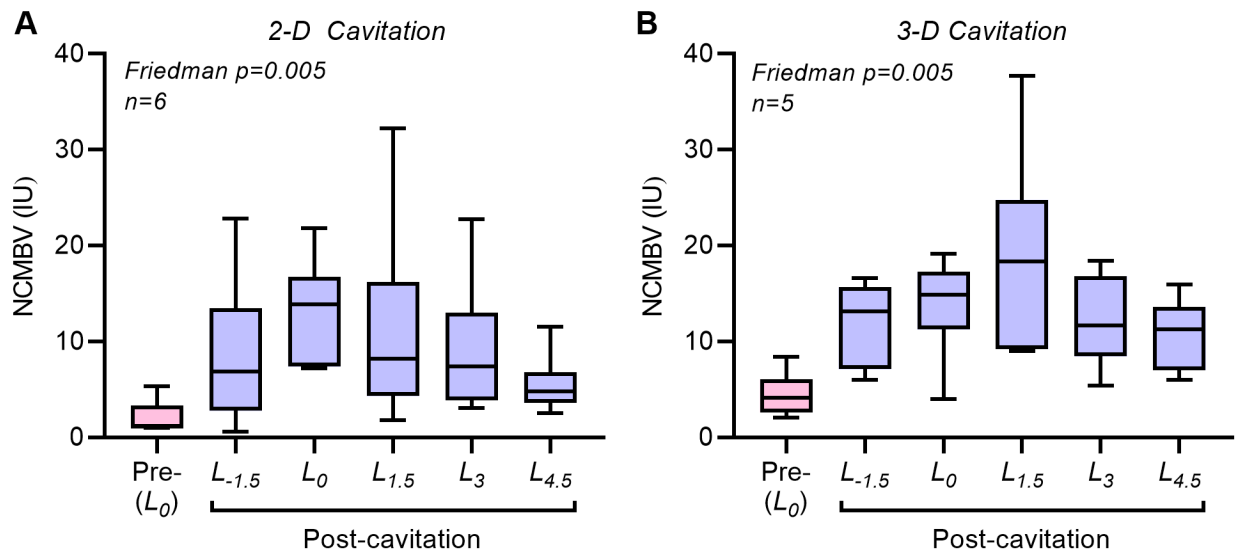 A
2-D Cavitation
Friedman p=0.005
n=6
NCMBV (IU)
40
30
20
10
0
Pre-
(L0)
L-1.5
L0
L1.5
L3
L4.5
Post-cavitation
B
3-D Cavitation
Friedman p=0.005
n=5
NCMBV (IU)
40
30
20
10
0
Pre-
(L0)
L-1.5
L0
L1.5
L3
L4.5
Post-cavitation